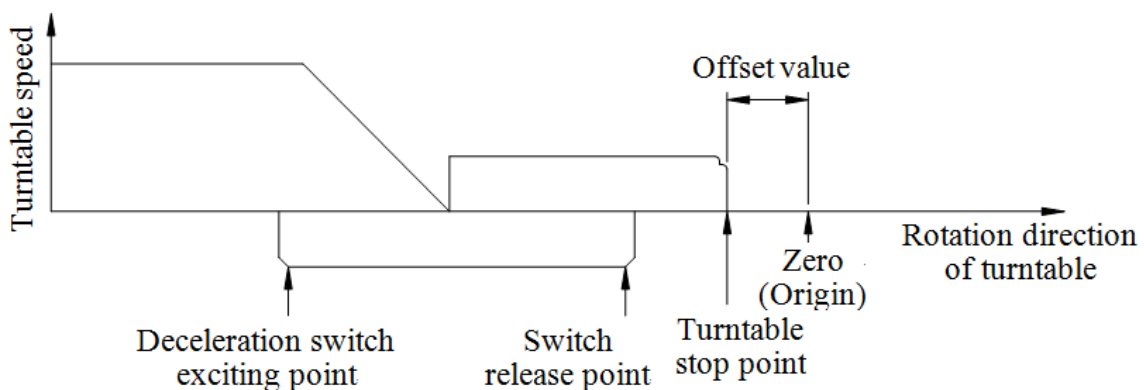 Turntable speed
Offset value
Rotation direction
of turntable
Zero
(Origin)
Deceleration switch
exciting point
Switch
release point
Turntable
stop point